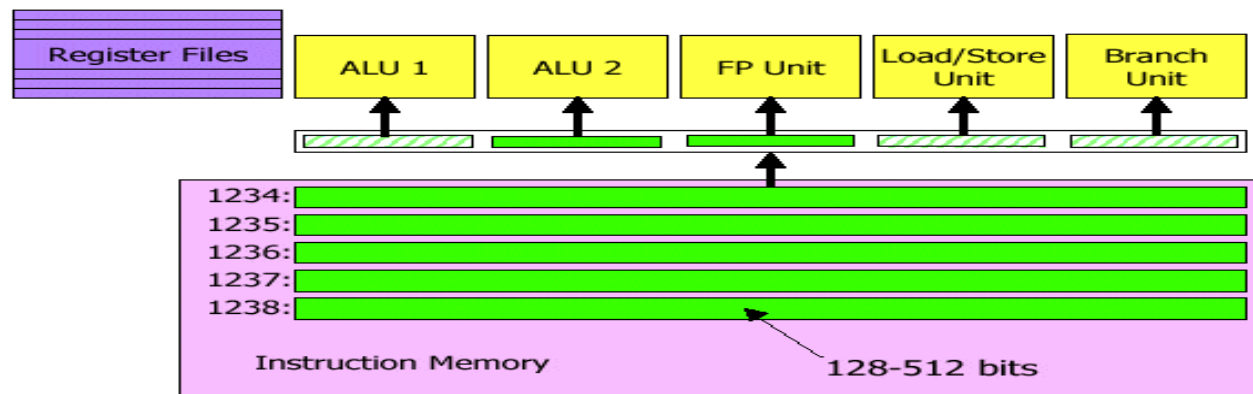 Register Files
ALU 1
ALU 2
FP Unit
Load/Store
Unit
Branch
Unit
1234:
1235:
1236:
1237:
1238:
Instruction Memory
128-512 bits